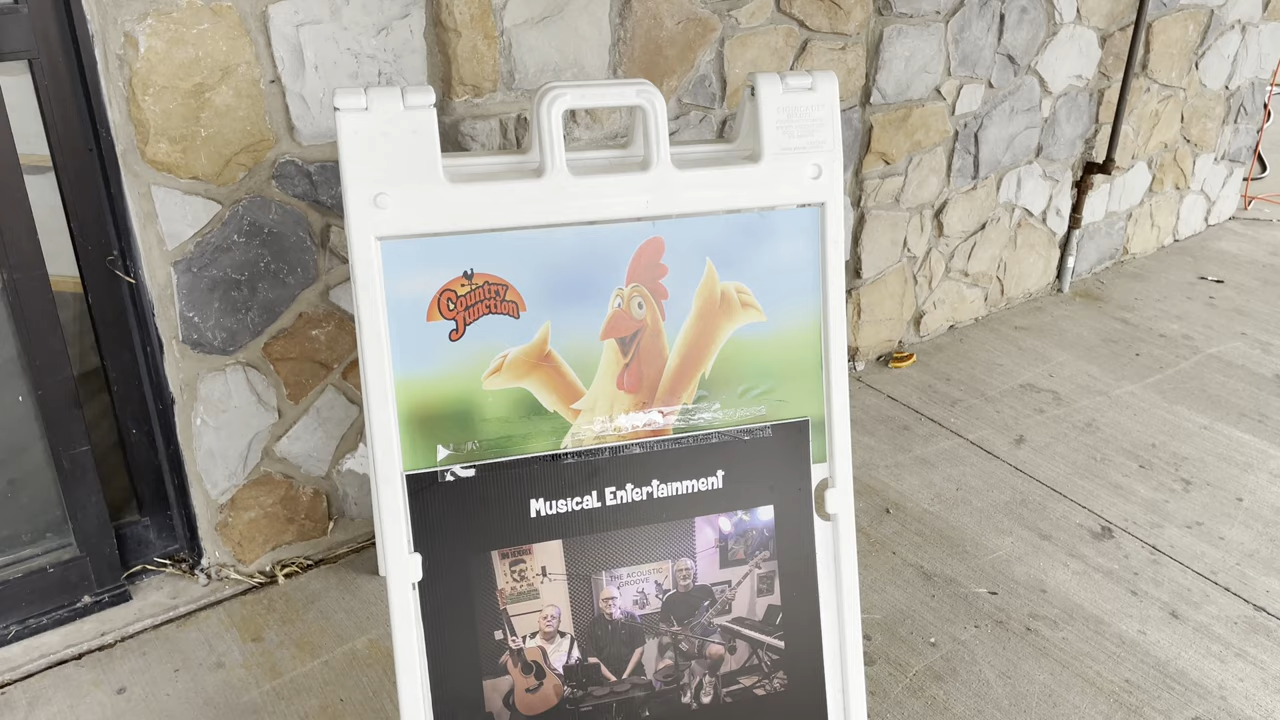 Country
Junction
Musical Entertainment
THE ACOUSTIC
GROOVE